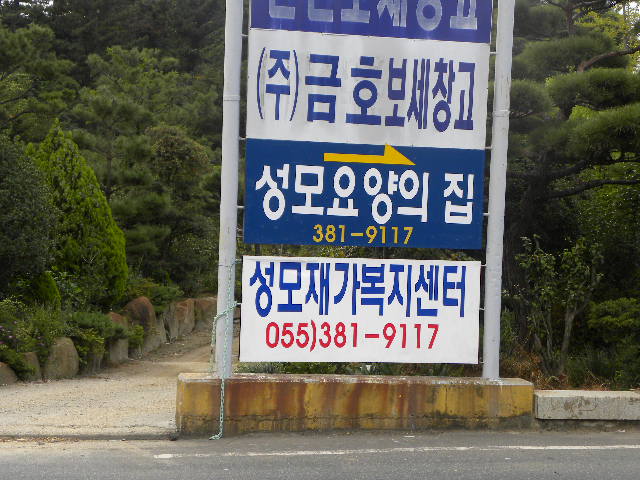 (주)금호보세창고
성모요양의 집
381-9117
성모재가복지센터
055)381-9117